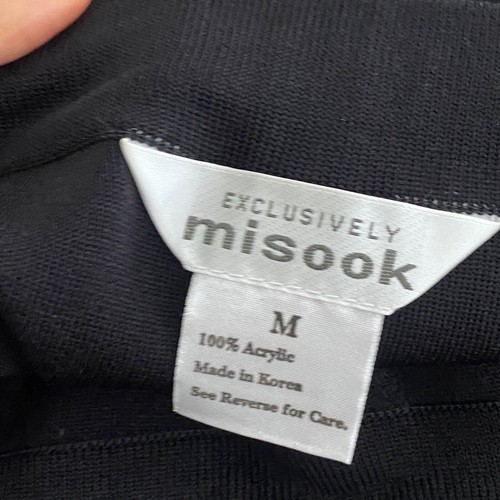 EXCLUSIVELY
misook
M
100% Acrylic
Made in Korea
See Reverse for Care.